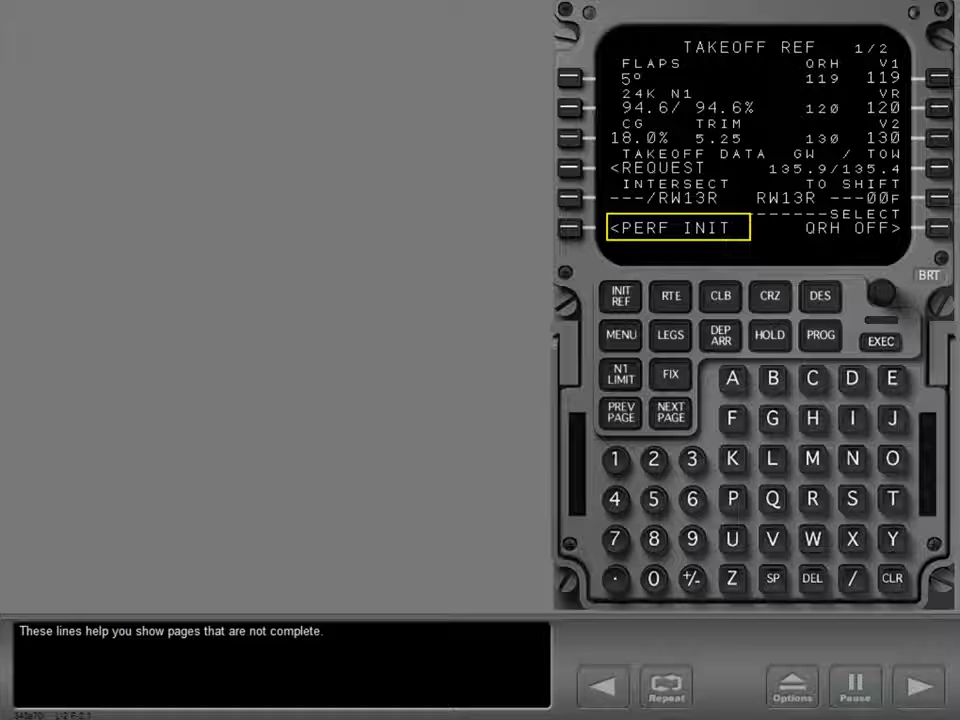 TAKEOFF REF 1/2
FLAPS QRH V1
5° 119 119
24K N1 VR
94.6/ 94.6% 120 120
CG TRIM V2
18.0% 5.25 130 130
TAKEOFF DATA GW / TOW
<REQUEST 135.9/135.4
INTERSECT TO SHIFT
---/RW13R RW13R ---00F
------SELECT
<PERF INIT QRH OFF>
BRT
INIT REF RTE CLB CRZ DES
MENU LEGS DEP ARR HOLD PROG EXEC
N1 LIMIT FIX A B C D E
PREV PAGE NEXT PAGE F G H I J
1 2 3 K L M N O
4 5 6 P Q R S T
7 8 9 U V W X Y
. 0 +/- Z SP DEL / CLR
These lines help you show pages that are not complete.
Repeat Options Pause